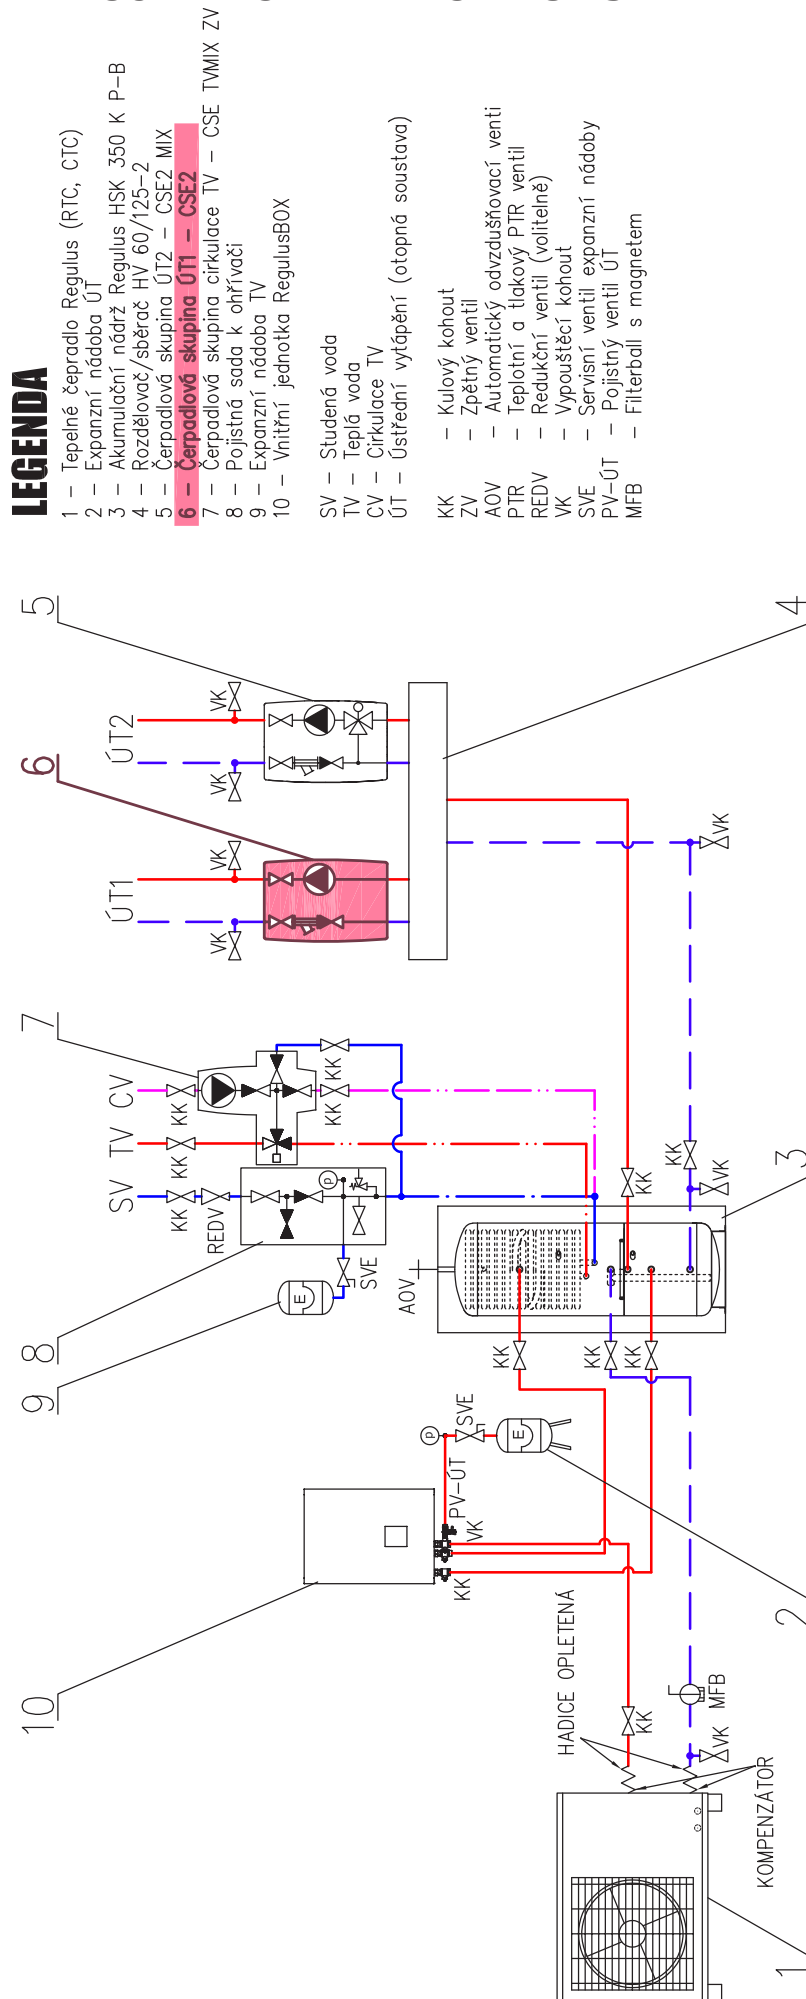 LEGENDA
1 – Tepelné čepradlo Regulus (RTC, CTC)
2 – Expanzní nádoba ÚT
3 – Akumulační nádrž Regulus HSK 350 K P–B
4 – Rozdělovač/sběrač HV 60/125–2
5 – Čerpadlová skupina ÚT2 – CSE2 MIX
6 – Čerpadlová skupina ÚT1 – CSE2
7 – Čerpadlová skupina cirkulace TV – CSE TVMIX ZV
8 – Pojistná sada k ohřívači
9 – Expanzní nádoba TV
10 – Vnitřní jednotka RegulusBOX
SV – Studená voda
TV – Teplá voda
CV – Cirkulace TV
ÚT – Ústřední vytápění (otopná soustava)
KK – Kulový kohout
ZV – Zpětný ventil
AOV – Automatický odvzdušňovací venti
PTR – Teplotní a tlakový PTR ventil
REDV – Redukční ventil (volitelně)
VK – Vypouštěcí kohout
SVE – Servisní ventil expanzní nádoby
PV–ÚT – Pojistný ventil ÚT
MFB – Filterball s magnetem
10
9
8
7
6
5
SV
TV
CV
ÚT1
ÚT2
KK
KK
KK
REDV
VK
VK
VK
VK
p
KK
KK
E
SVE
AOV
4
KK
KK
KK
KK
KK
VK
VK
3
p
SVE
E
PV–ÚT
VK
KK
2
HADICE OPLETENÁ
KK
MFB
VK
KOMPENZÁTOR
1